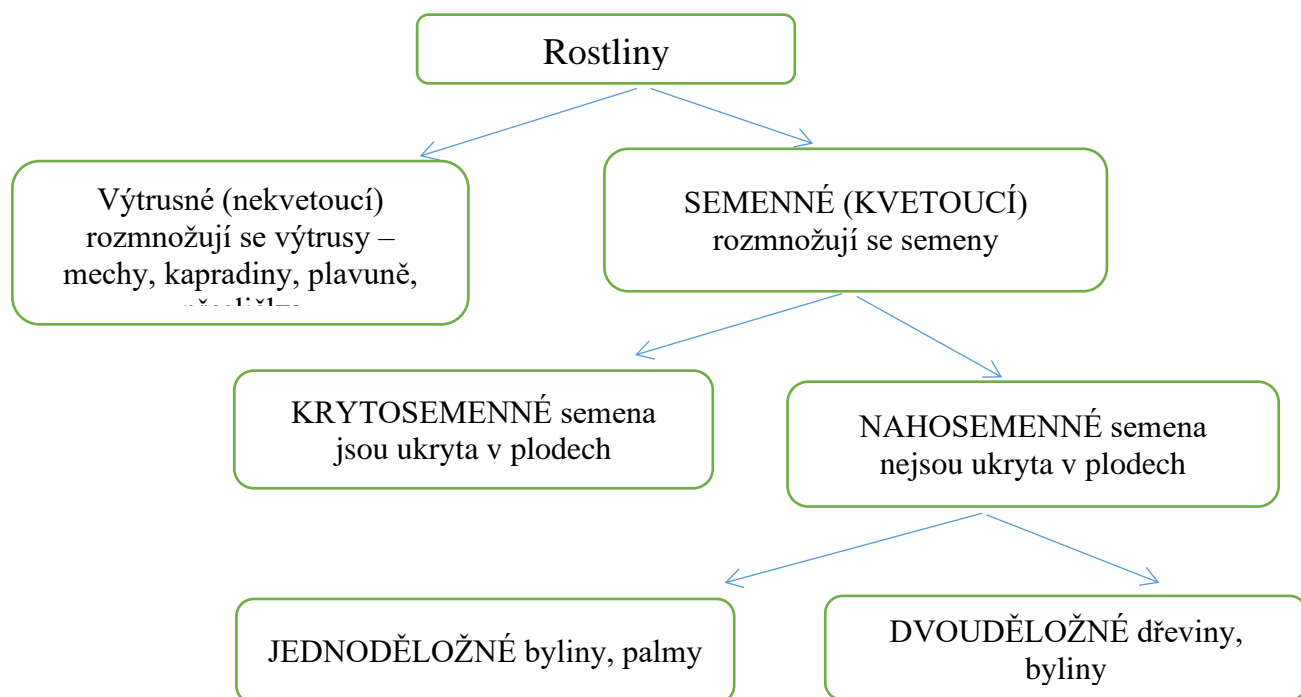 Rostliny
Výtrusné (nekvetoucí)
rozmnožují se výtrusy –
mechy, kapradiny, plavuně,
SEMENNÉ (KVETOUCÍ)
rozmnožují se semeny
KRYTOSEMENNÉ semena
jsou ukryta v plodech
NAHOSEMENNÉ semena
nejsou ukryta v plodech
JEDNODĚLOŽNÉ byliny, palmy
DVOUDĚLOŽNÉ dřeviny,
byliny